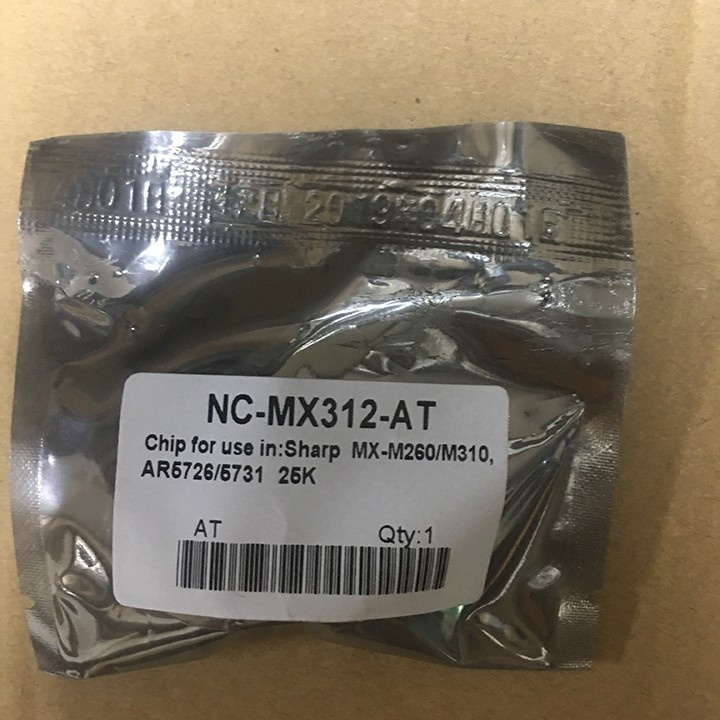 NC-MX312-AT
Chip for use in:Sharp MX-M260/M310,
AR5726/5731 25K
AT Qty:1